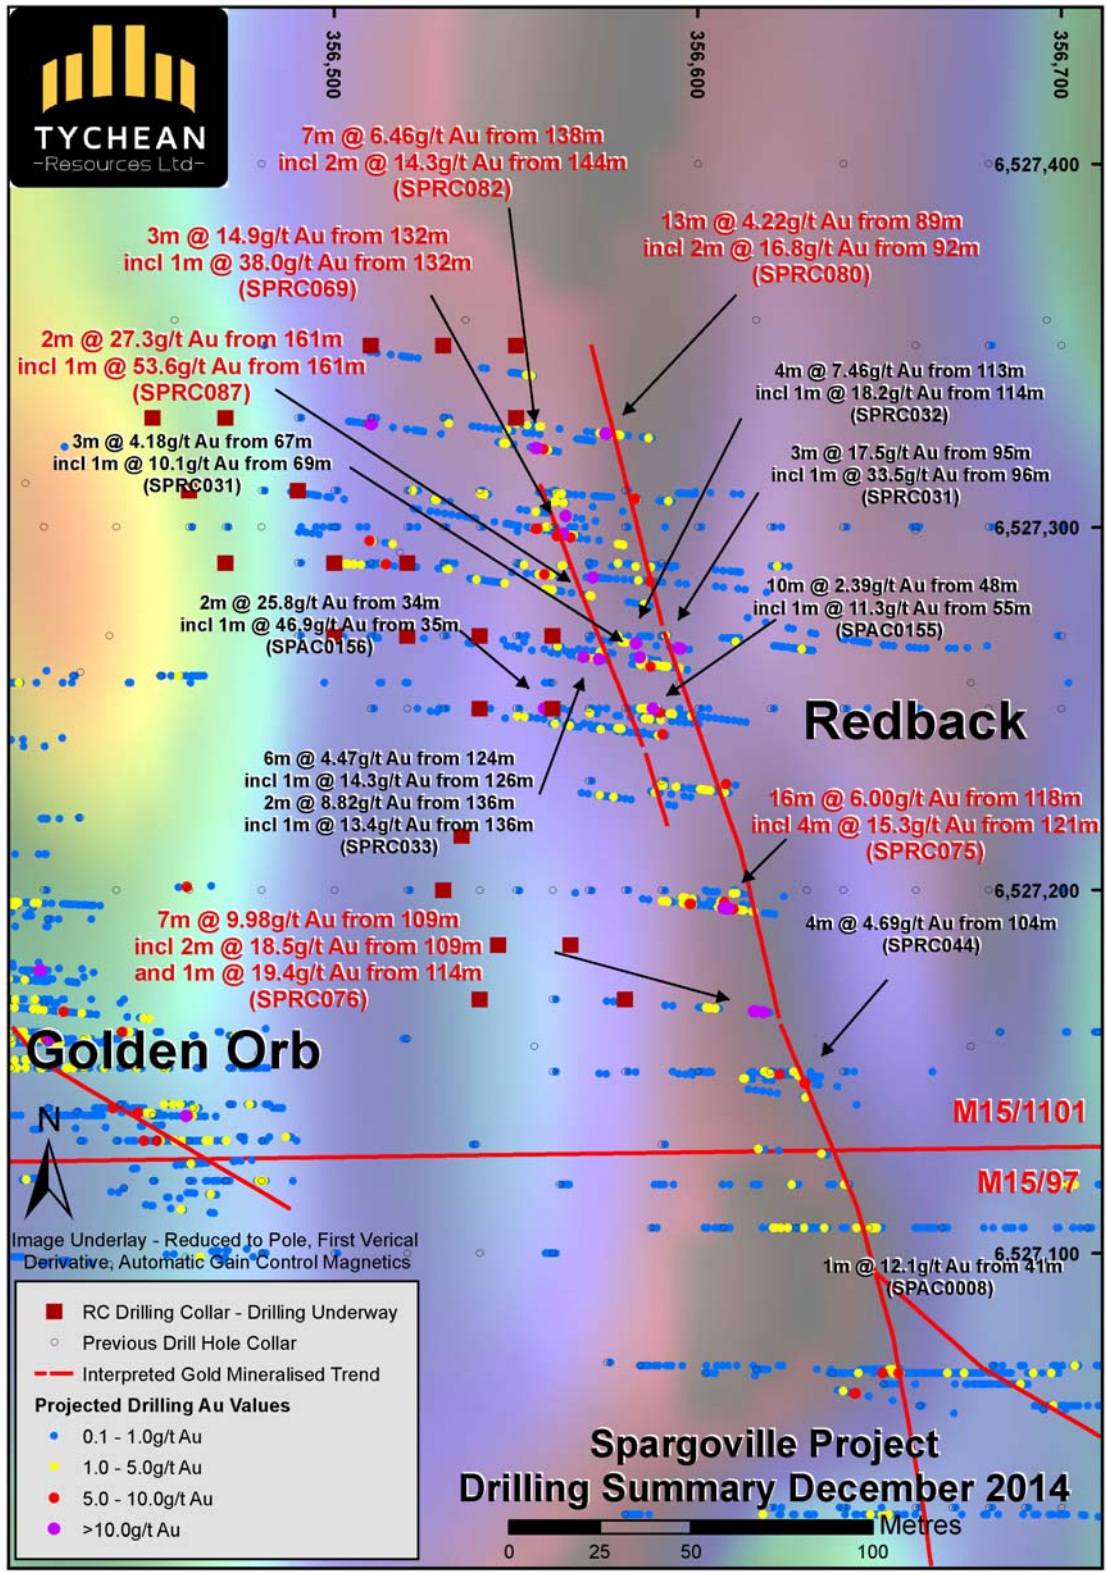 TYCHEAN
-Resources Ltd-
356,500
356,600
356,700
7m @ 6.46g/t Au from 138m
incl 2m @ 14.3g/t Au from 144m
(SPRC082)
6,527,400
3m @ 14.9g/t Au from 132m
incl 1m @ 38.0g/t Au from 132m
(SPRC069)
13m @ 4.22g/t Au from 89m
incl 2m @ 16.8g/t Au from 92m
(SPRC080)
2m @ 27.3g/t Au from 161m
incl 1m @ 53.6g/t Au from 161m
(SPRC087)
4m @ 7.46g/t Au from 113m
incl 1m @ 18.2g/t Au from 114m
(SPRC032)
3m @ 4.18g/t Au from 67m
incl 1m @ 10.1g/t Au from 69m
(SPRC031)
3m @ 17.5g/t Au from 95m
incl 1m @ 33.5g/t Au from 96m
(SPRC031)
6,527,300
2m @ 25.8g/t Au from 34m
incl 1m @ 46.9g/t Au from 35m
(SPAC0156)
10m @ 2.39g/t Au from 48m
incl 1m @ 11.3g/t Au from 55m
(SPAC0155)
Redback
6m @ 4.47g/t Au from 124m
incl 1m @ 14.3g/t Au from 126m
2m @ 8.82g/t Au from 136m
incl 1m @ 13.4g/t Au from 136m
(SPRC033)
16m @ 6.00g/t Au from 118m
incl 4m @ 15.3g/t Au from 121m
(SPRC075)
6,527,200
7m @ 9.98g/t Au from 109m
incl 2m @ 18.5g/t Au from 109m
and 1m @ 19.4g/t Au from 114m
(SPRC076)
4m @ 4.69g/t Au from 104m
(SPRC044)
Golden Orb
N
M15/1101
M15/97
6,527,100
1m @ 12.1g/t Au from 41m
(SPAC0008)
Image Underlay - Reduced to Pole, First Verical
Derivative, Automatic Gain Control Magnetics
RC Drilling Collar - Drilling Underway
Previous Drill Hole Collar
Interpreted Gold Mineralised Trend
Projected Drilling Au Values
0.1 - 1.0g/t Au
1.0 - 5.0g/t Au
5.0 - 10.0g/t Au
>10.0g/t Au
Spargoville Project
Drilling Summary December 2014
Metres
0 25 50 100